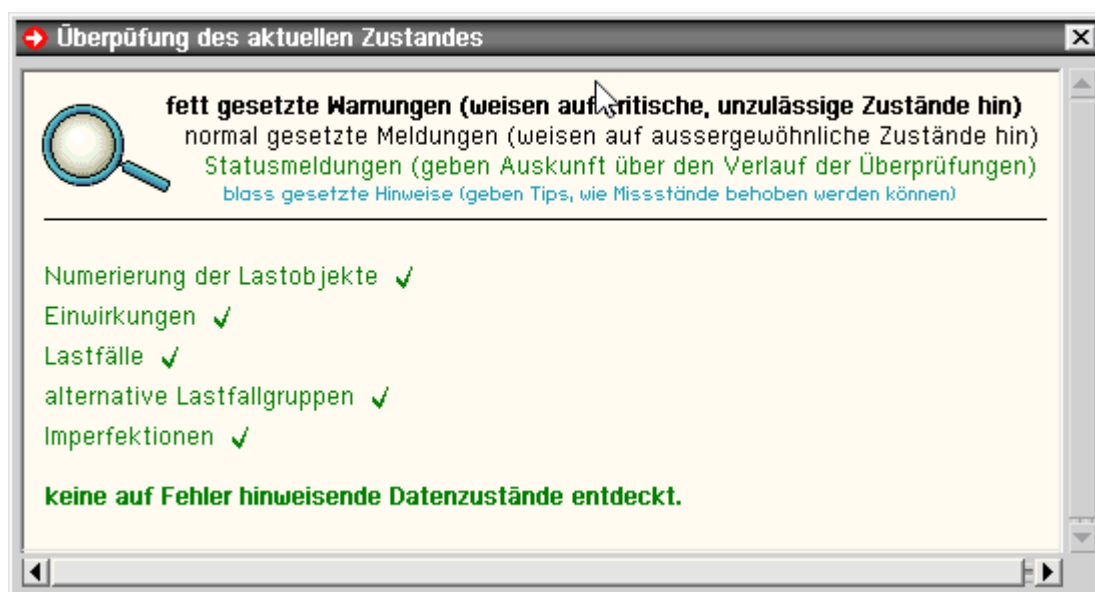 Überpüfung des aktuellen Zustandes
fett gesetzte Warnungen (weisen auf kritische, unzulässige Zustände hin)
normal gesetzte Meldungen (weisen auf aussergewöhnliche Zustände hin)
Statusmeldungen (geben Auskunft über den Verlauf der Überprüfungen)
blass gesetzte Hinweise (geben Tips, wie Missstände behoben werden können)
Numerierung der Lastobjekte ✓
Einwirkungen ✓
Lastfälle ✓
alternative Lastfallgruppen ✓
Imperfektionen ✓
keine auf Fehler hinweisende Datenzustände entdeckt.